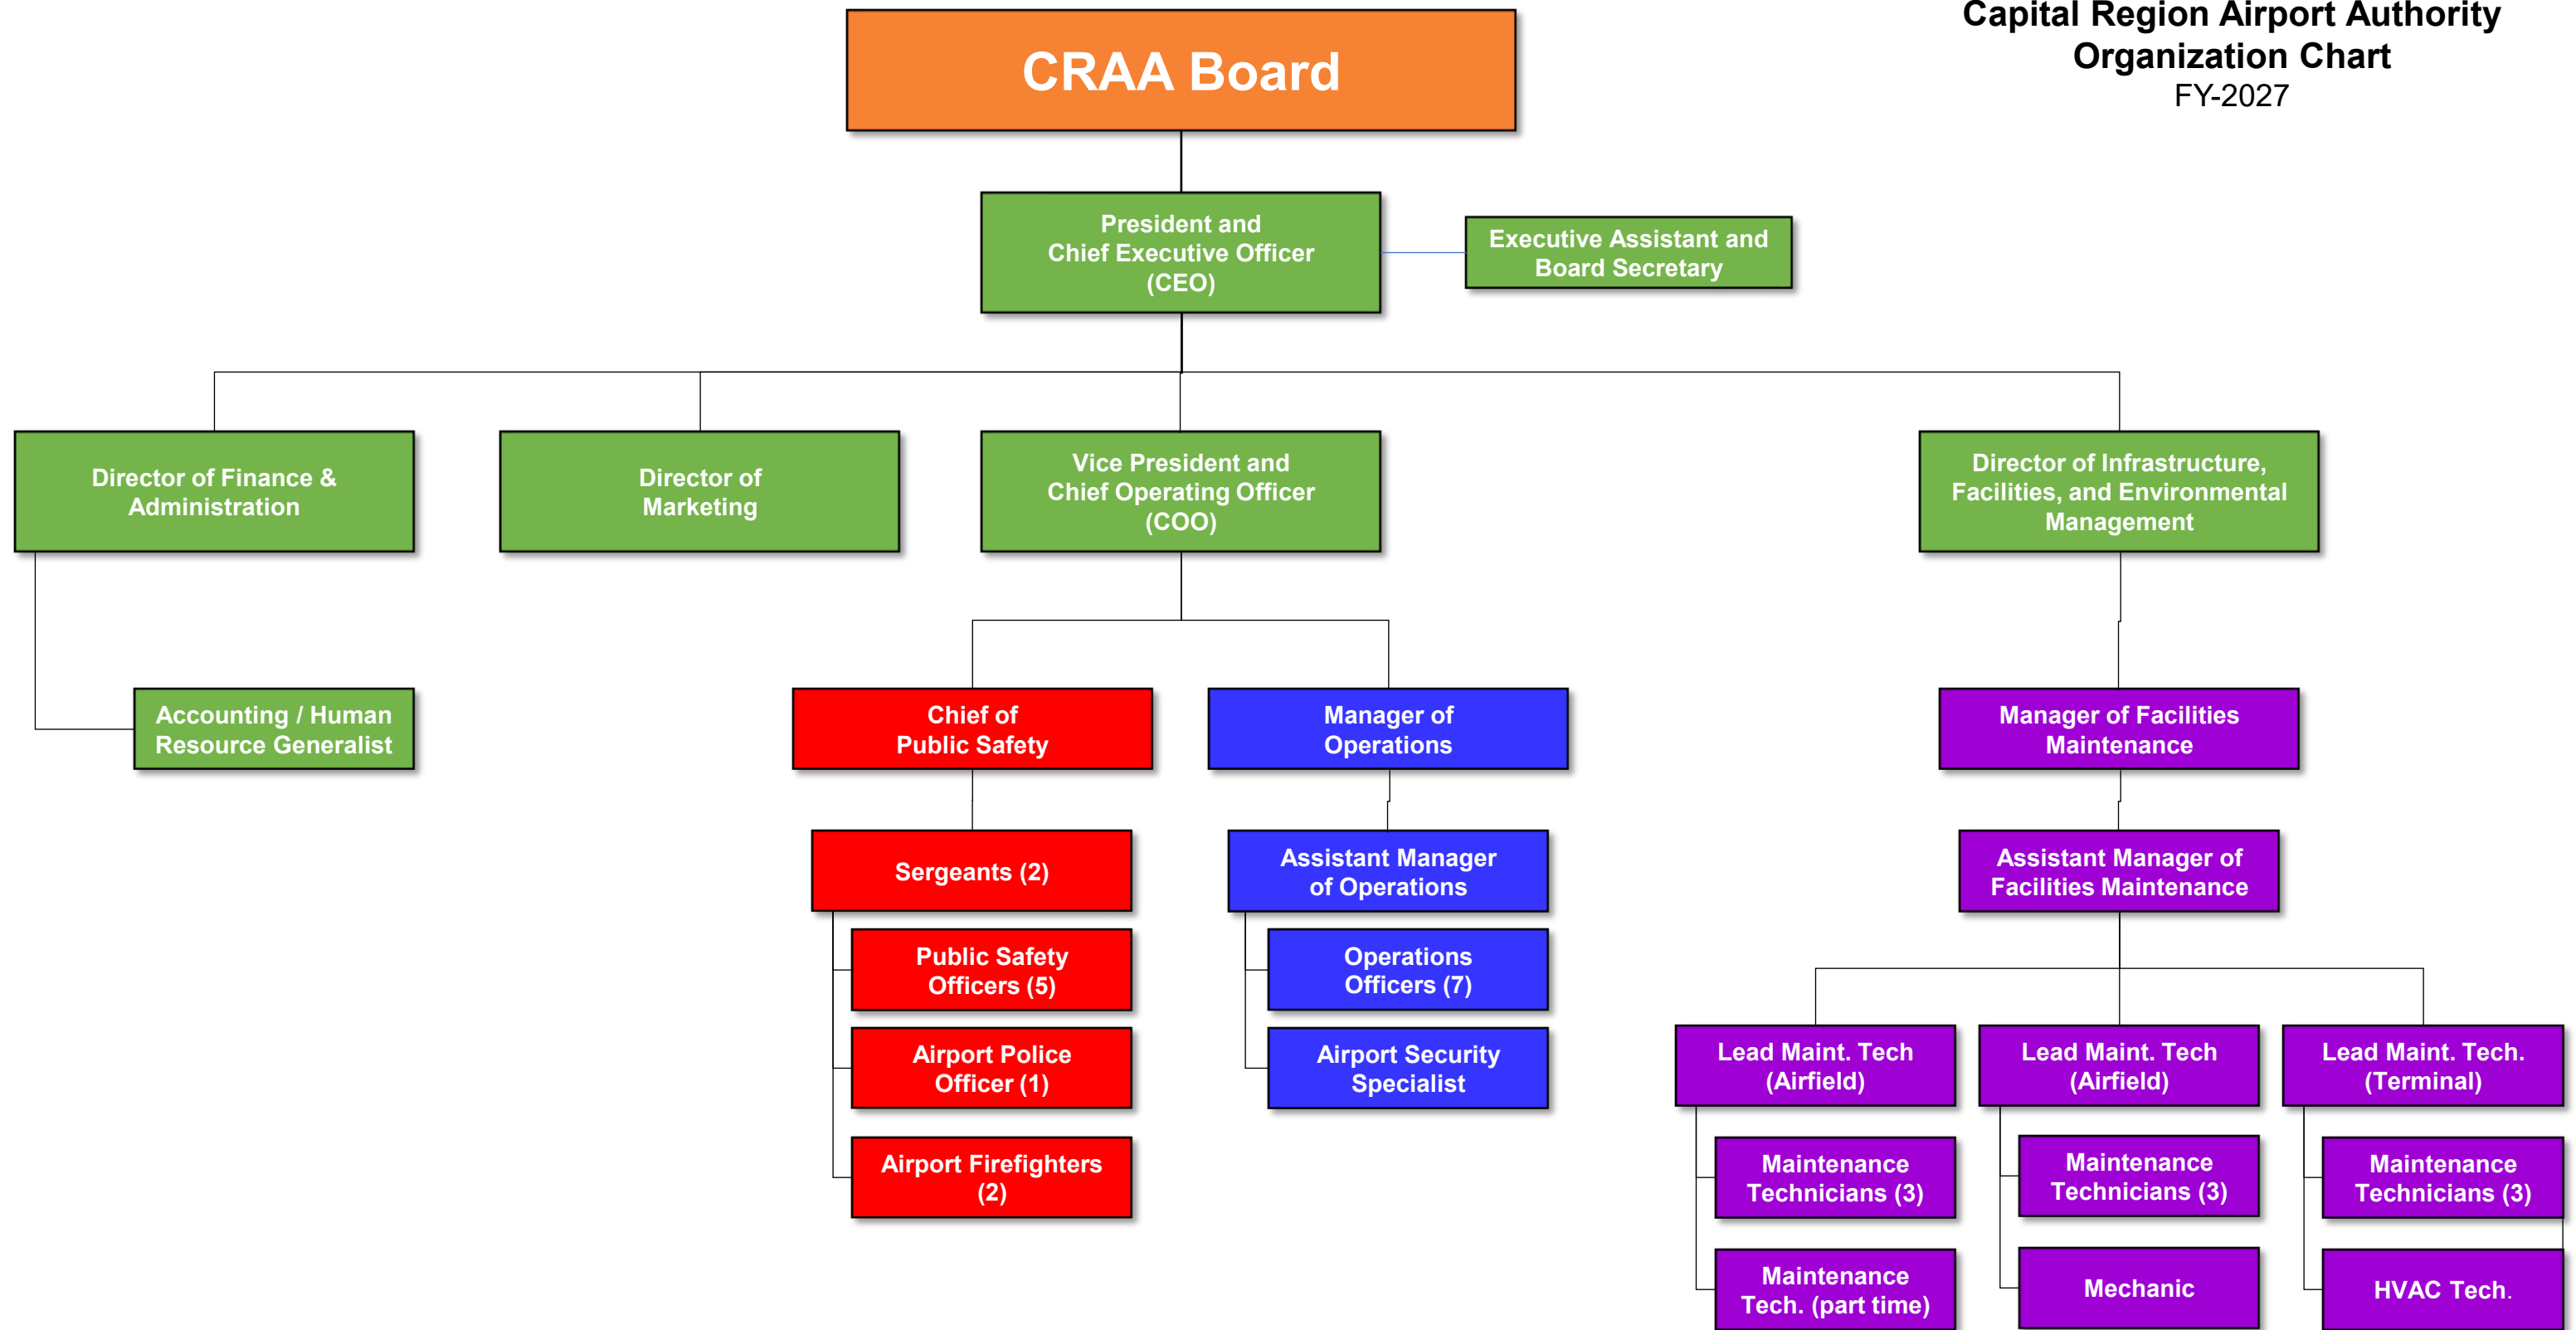 Capital Region Airport Authority
Organization Chart
FY-2027
CRAA Board
President and
Chief Executive Officer
(CEO)
Executive Assistant and
Board Secretary
Director of Finance &
Administration
Director of
Marketing
Vice President and
Chief Operating Officer
(COO)
Director of Infrastructure,
Facilities, and Environmental
Management
Accounting / Human
Resource Generalist
Chief of
Public Safety
Manager of
Operations
Manager of Facilities
Maintenance
Sergeants (2)
Assistant Manager
of Operations
Assistant Manager of
Facilities Maintenance
Public Safety
Officers (5)
Operations
Officers (7)
Airport Police
Officer (1)
Airport Security
Specialist
Lead Maint. Tech
(Airfield)
Lead Maint. Tech
(Airfield)
Lead Maint. Tech.
(Terminal)
Airport Firefighters
(2)
Maintenance
Technicians (3)
Maintenance
Technicians (3)
Maintenance
Technicians (3)
Maintenance
Tech. (part time)
Mechanic
HVAC Tech.